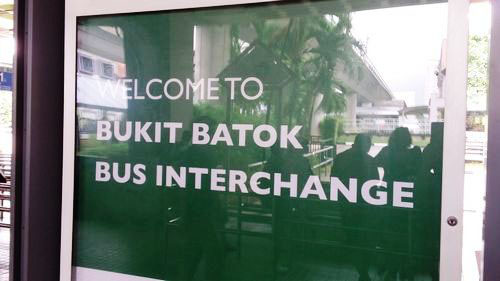 WELCOME TO
BUKIT BATOK
BUS INTERCHANGE